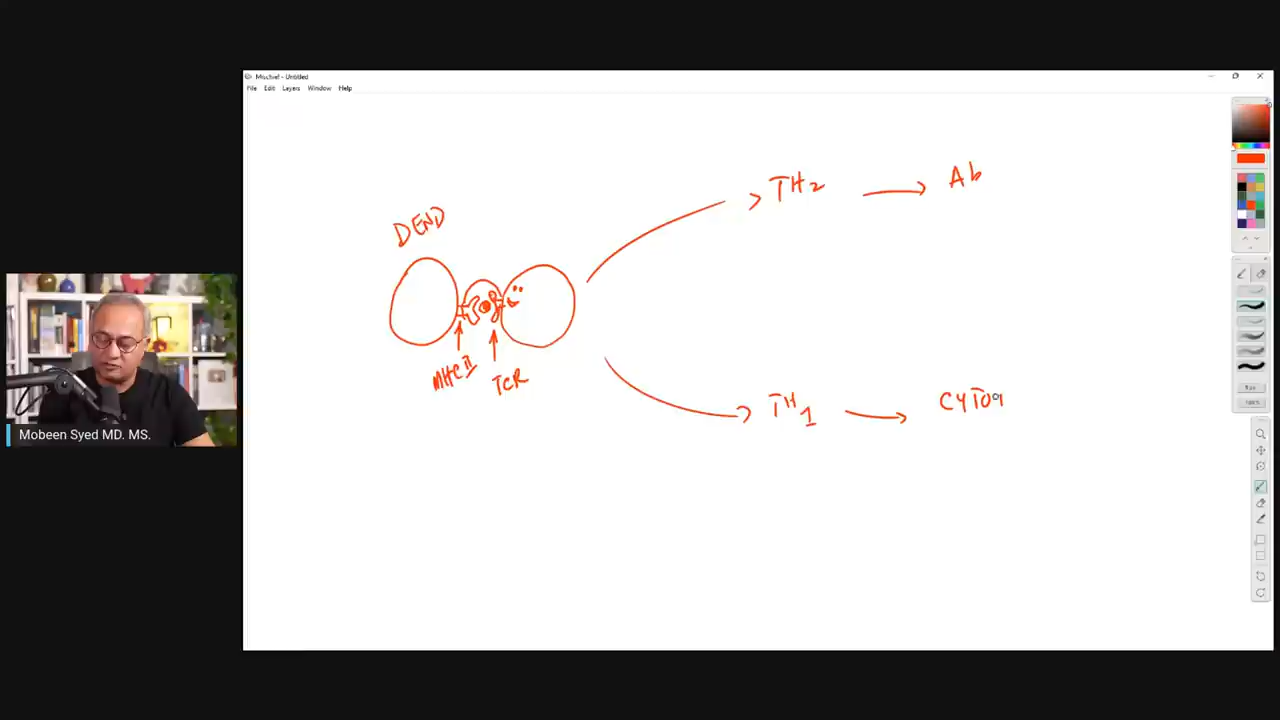 Mischief - Untitled
File Edit Layers Window Help
TH2
Ab
DEND
MHC II
TCR
TH1
CYTO
Mobeen Syed MD. MS.